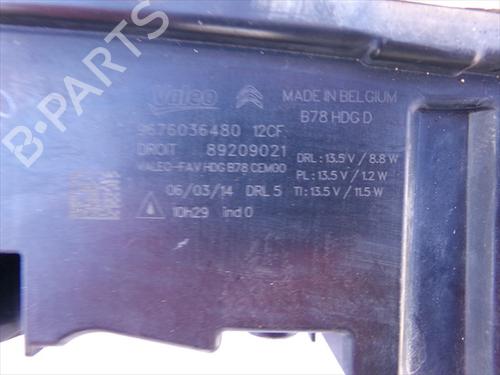 Valeo MADE IN BELGIUM
B78 HDG D
9676036480 12CF
DROIT 89209021
VALEO-FAV HDG B78 CEM00
DRL : 13.5 V / 8.8 W
PL : 13.5 V / 1.2 W
TI : 13.5 V / 11.5 W
06/03/14 DRL 5
10h29 ind 0
B-PARTS